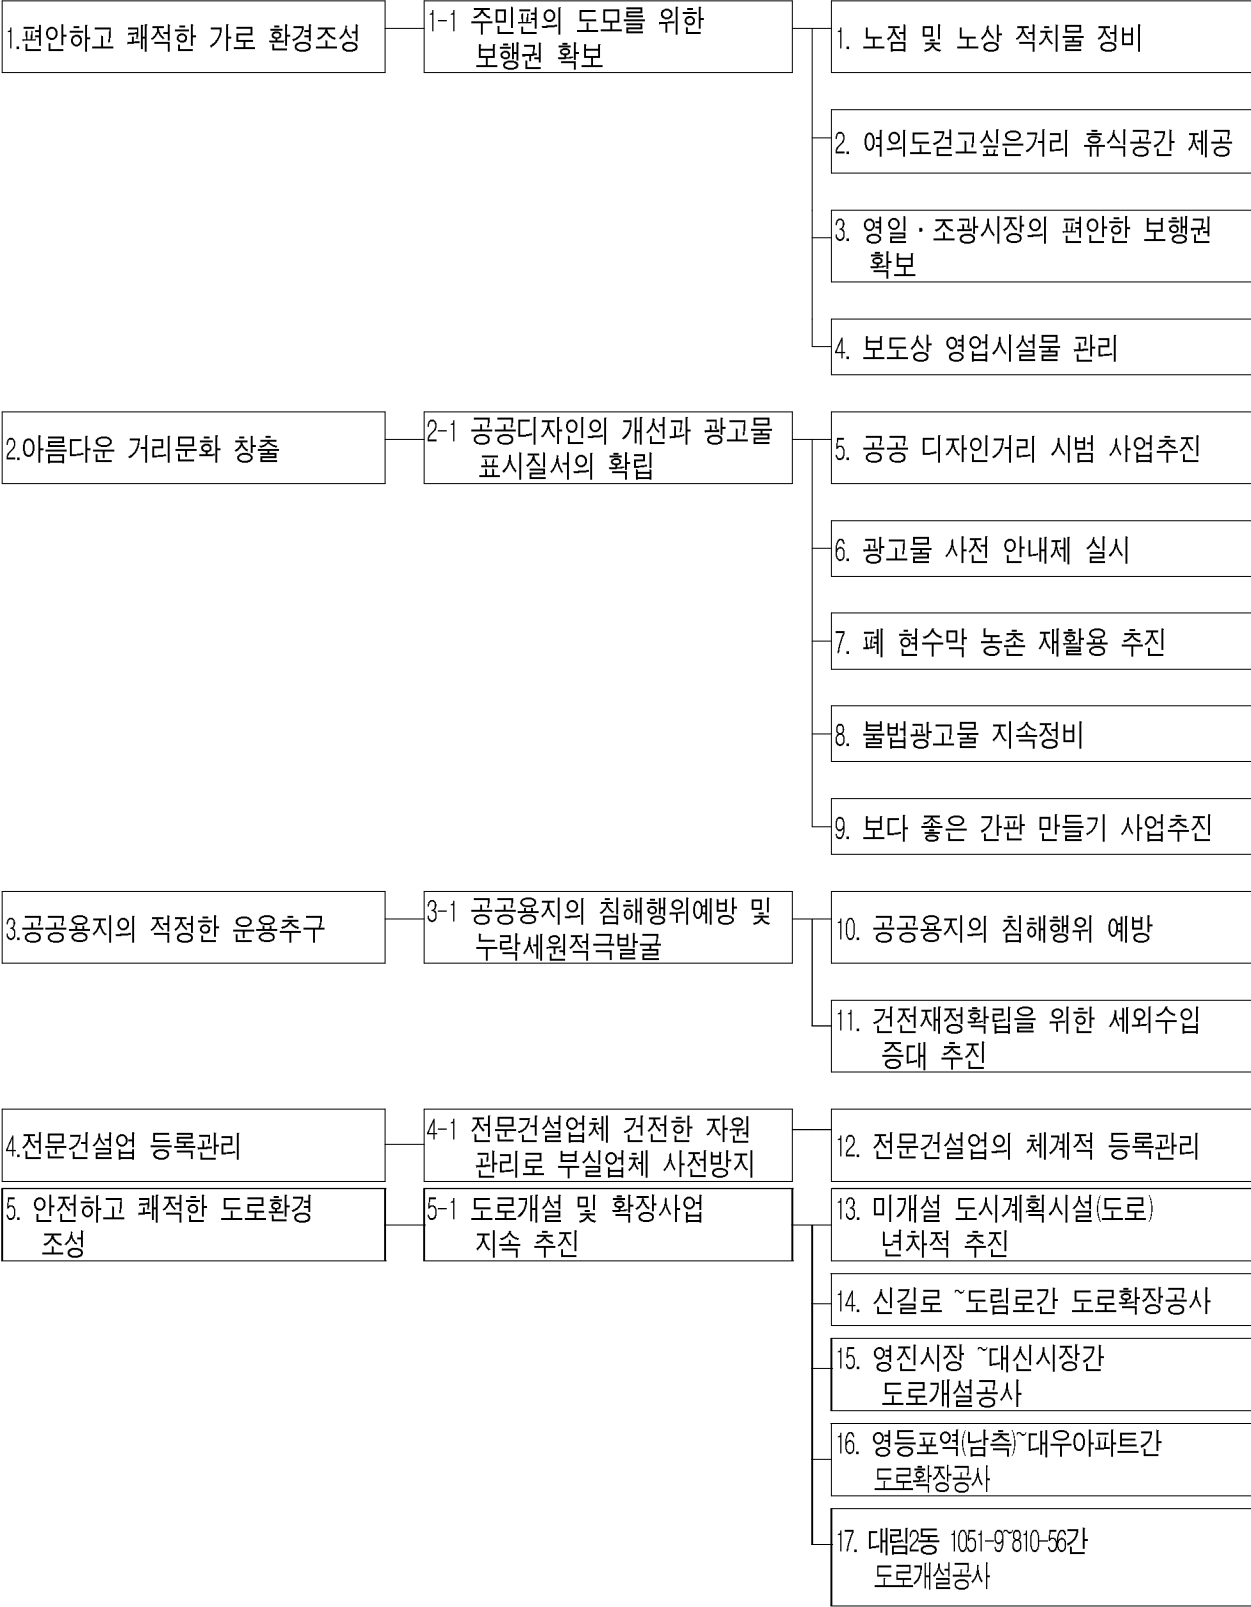 1.편안하고 쾌적한 가로 환경조성
1-1 주민편의 도모를 위한
보행권 확보
1. 노점 및 노상 적치물 정비
2. 여의도걷고싶은거리 휴식공간 제공
3. 영일·조광시장의 편안한 보행권
확보
4. 보도상 영업시설물 관리
2.아름다운 거리문화 창출
2-1 공공디자인의 개선과 광고물
표시질서의 확립
5. 공공 디자인거리 시범 사업추진
6. 광고물 사전 안내제 실시
7. 폐 현수막 농촌 재활용 추진
8. 불법광고물 지속정비
9. 보다 좋은 간판 만들기 사업추진
3.공공용지의 적정한 운용추구
3-1 공공용지의 침해행위예방 및
누락세원적극발굴
10. 공공용지의 침해행위 예방
11. 건전재정확립을 위한 세외수입
증대 추진
4.전문건설업 등록관리
4-1 전문건설업체 건전한 자원
관리로 부실업체 사전방지
12. 전문건설업의 체계적 등록관리
5. 안전하고 쾌적한 도로환경
조성
5-1 도로개설 및 확장사업
지속 추진
13. 미개설 도시계획시설(도로)
년차적 추진
14. 신길로 ~도림로간 도로확장공사
15. 영진시장 ~대신시장간
도로개설공사
16. 영등포역(남측)~대우아파트간
도로확장공사
17. 대림2동 1051-9~810-56간
도로개설공사